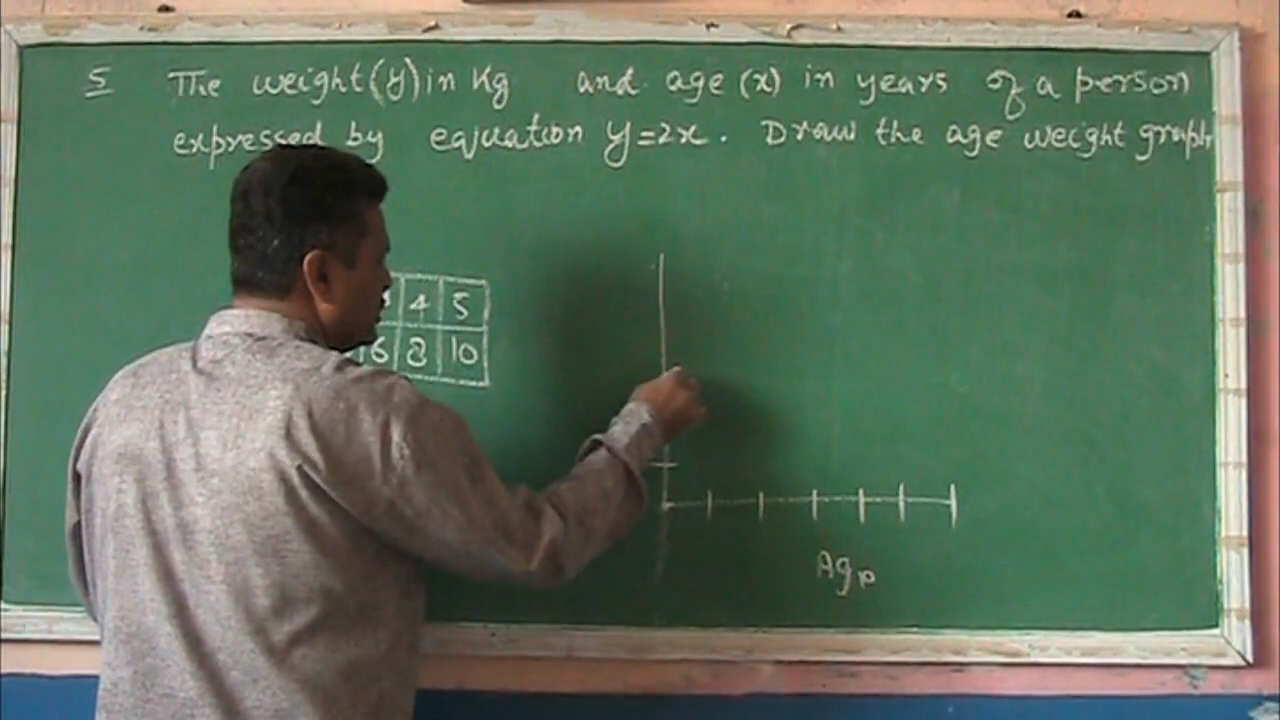 5 The weight (y) in Kg and age (x) in years of a person
expressed by equation y=2x. Draw the age weight graph
4 5
6 8 10
Age